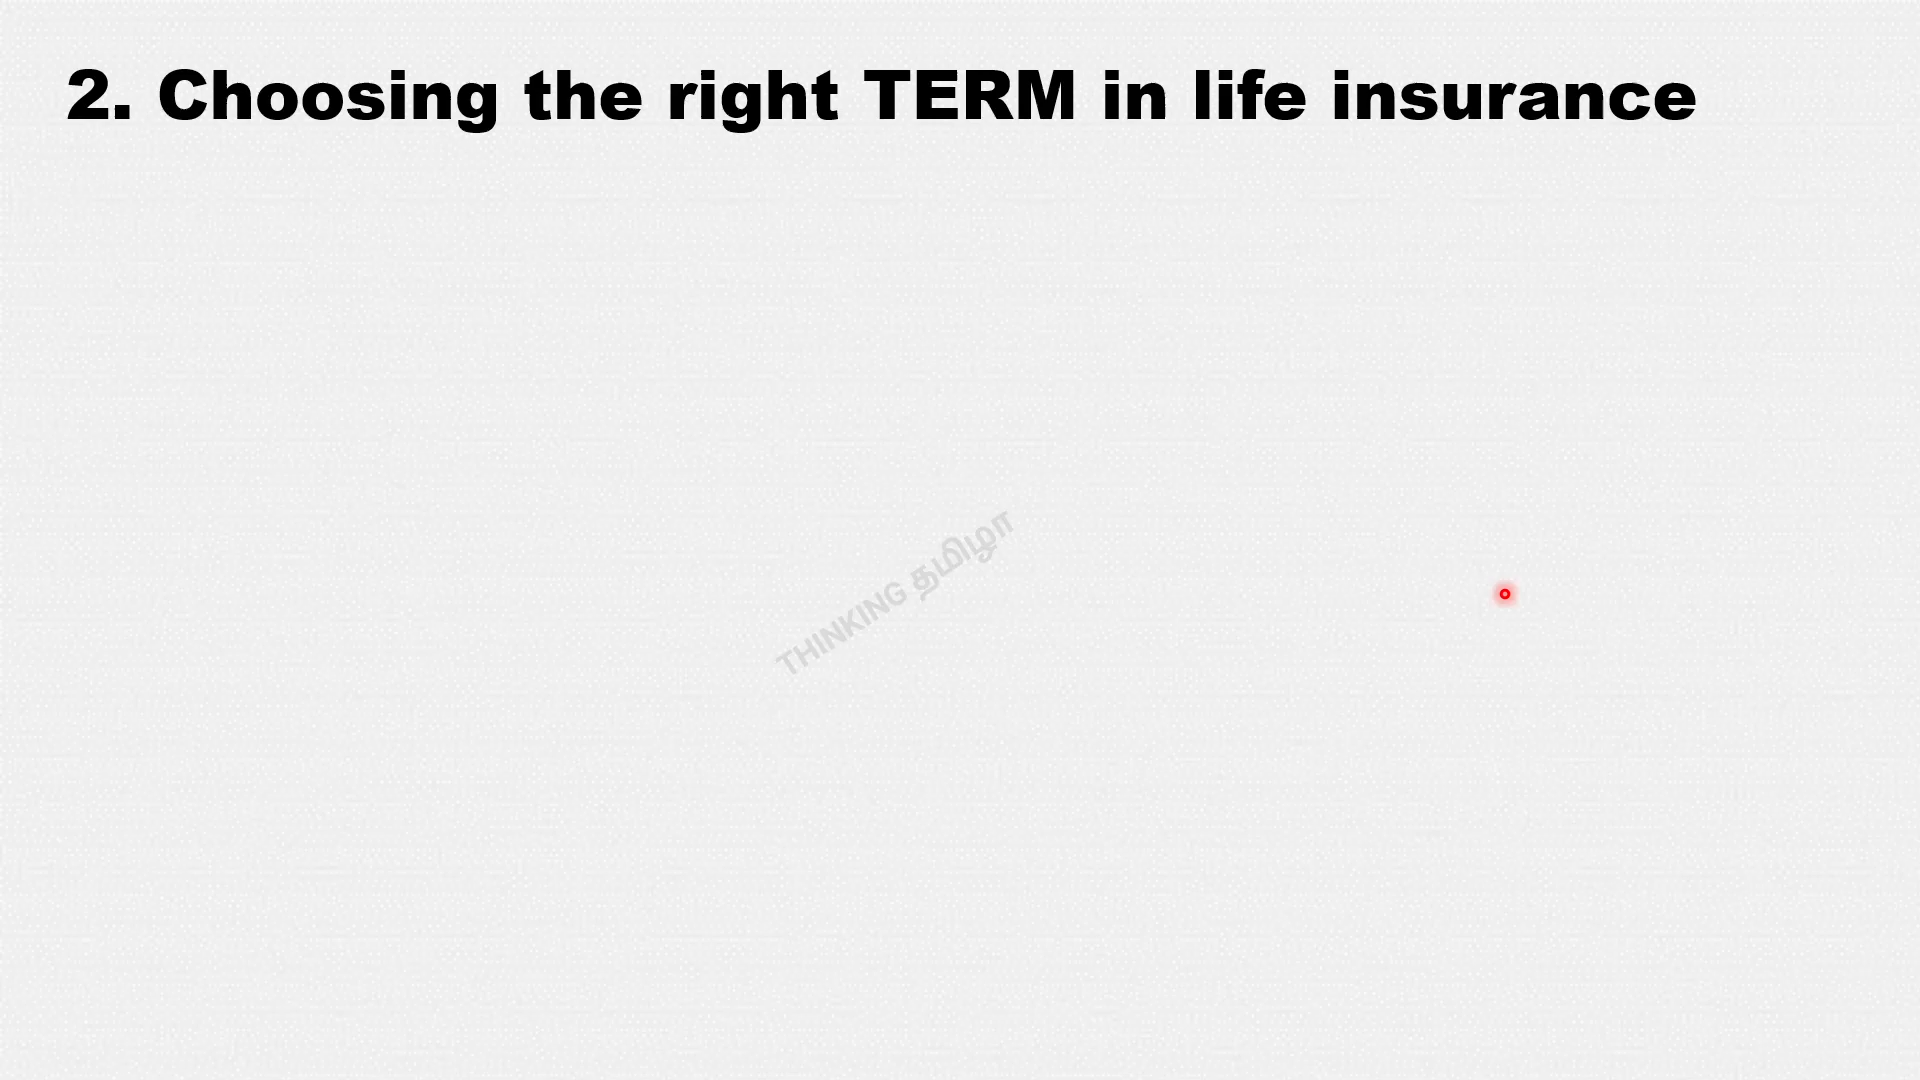 2. Choosing the right TERM in life insurance
THINKING தமிழா